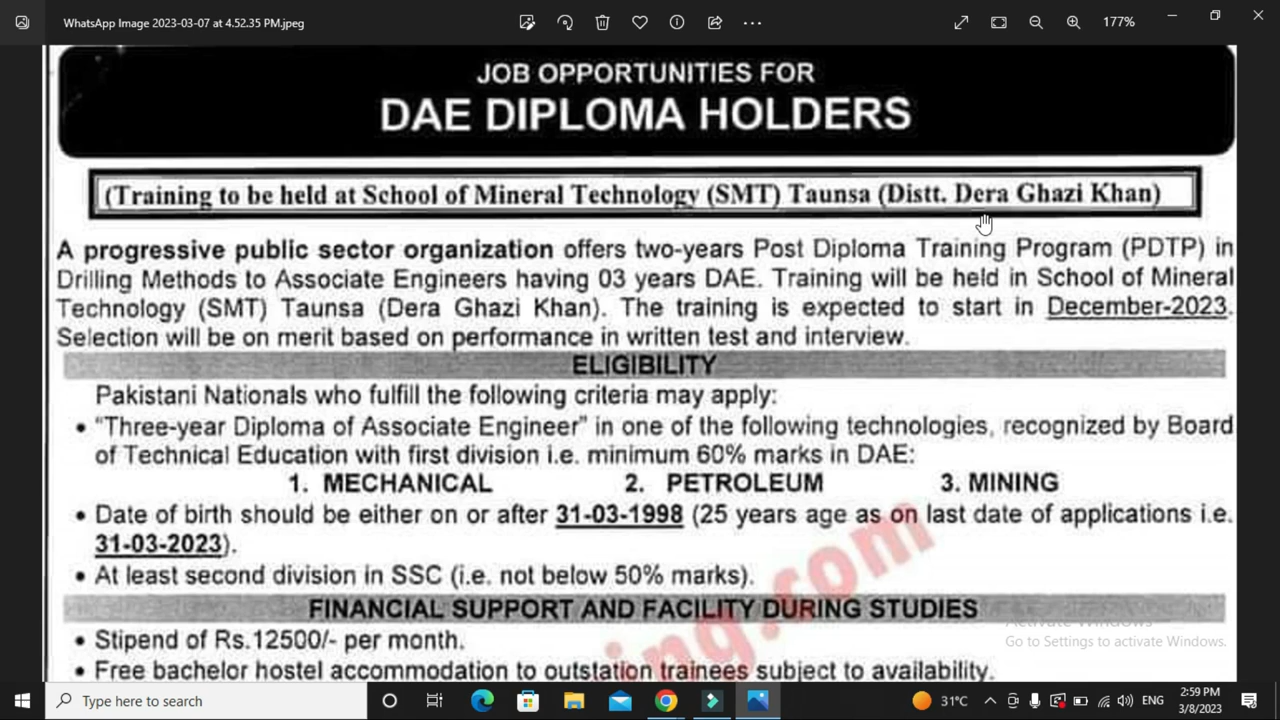 WhatsApp Image 2023-03-07 at 4.52.35 PM.jpeg
177%
JOB OPPORTUNITIES FOR
DAE DIPLOMA HOLDERS
(Training to be held at School of Mineral Technology (SMT) Taunsa (Distt. Dera Ghazi Khan)
A progressive public sector organization offers two-years Post Diploma Training Program (PDTP) in
Drilling Methods to Associate Engineers having 03 years DAE. Training will be held in School of Mineral
Technology (SMT) Taunsa (Dera Ghazi Khan). The training is expected to start in December-2023.
Selection will be on merit based on performance in written test and interview.
ELIGIBILITY
Pakistani Nationals who fulfill the following criteria may apply:
• "Three-year Diploma of Associate Engineer" in one of the following technologies, recognized by Board
of Technical Education with first division i.e. minimum 60% marks in DAE:
1. MECHANICAL 2. PETROLEUM 3. MINING
• Date of birth should be either on or after 31-03-1998 (25 years age as on last date of applications i.e.
31-03-2023).
• At least second division in SSC (i.e. not below 50% marks).
FINANCIAL SUPPORT AND FACILITY DURING STUDIES
• Stipend of Rs.12500/- per month.
• Free bachelor hostel accommodation to outstation trainees subject to availability.
ing.com
Activate Windows
Go to Settings to activate Windows.
Type here to search
31°C
ENG
2:59 PM
3/8/2023